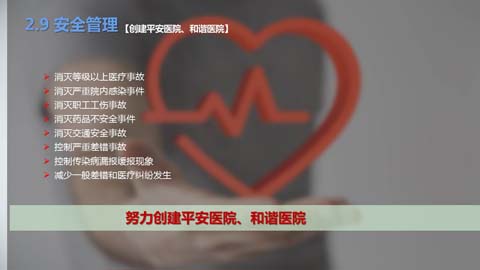 2.9 安全管理【创建平安医院、和谐医院】
消灭等级以上医疗事故
消灭严重院内感染事件
消灭职工工伤事故
消灭药品不安全事件
消灭交通安全事故
控制严重差错事故
控制传染病漏报缓报现象
减少一般差错和医疗纠纷发生
努力创建平安医院、和谐医院